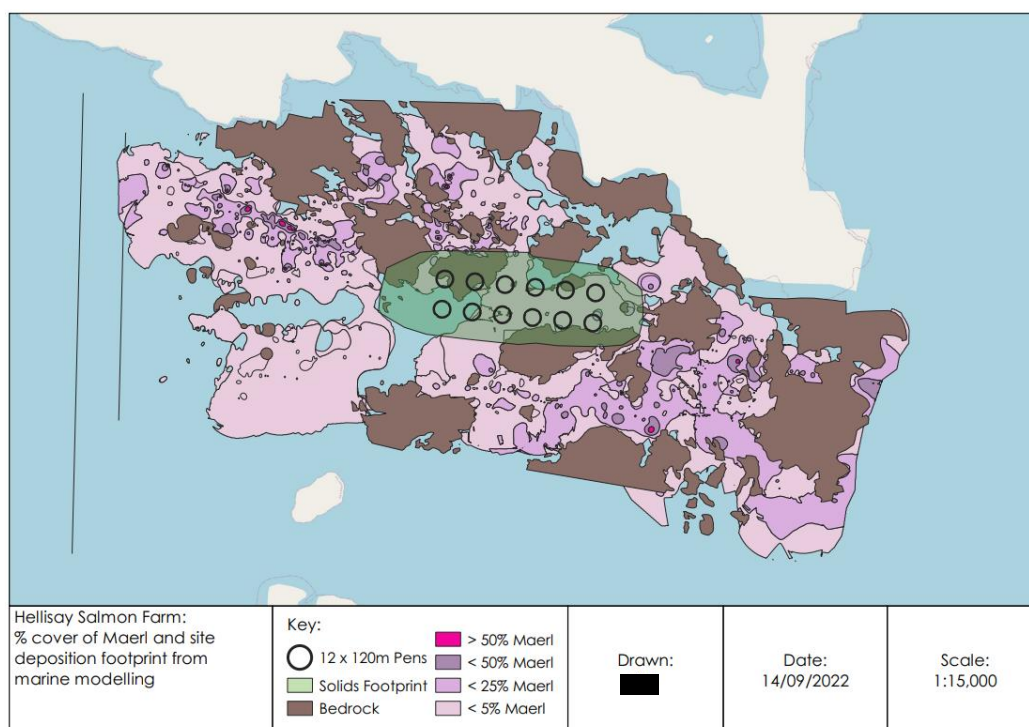 Hellisay Salmon Farm:
% cover of Maerl and site
deposition footprint from
marine modelling
Key:
12 x 120m Pens
Solids Footprint
Bedrock
> 50% Maerl
< 50% Maerl
< 25% Maerl
< 5% Maerl
Drawn:
Date:
14/09/2022
Scale:
1:15,000